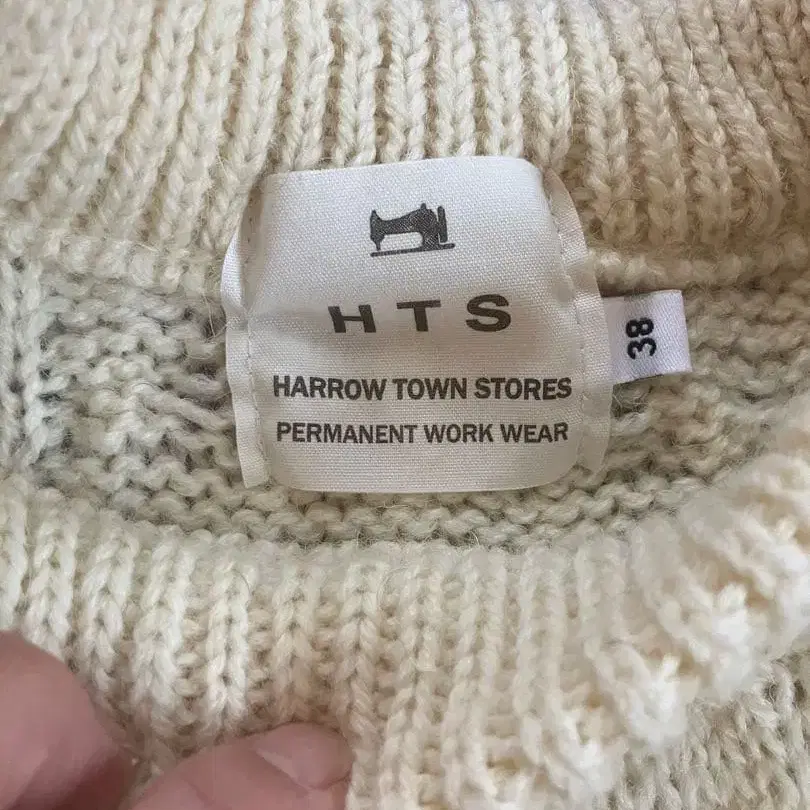 HTS
HARROW TOWN STORES
PERMANENT WORK WEAR
38